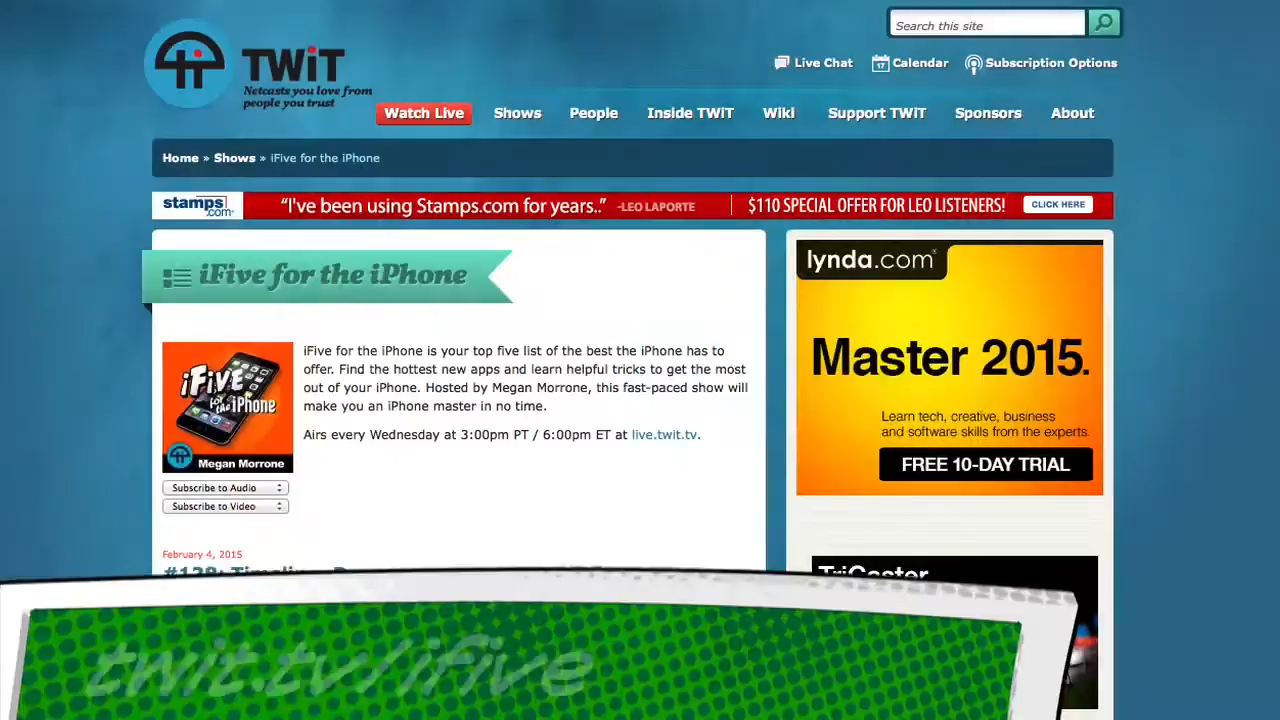 Search this site
TWiT
Netcasts you love from
people you trust
Live Chat
17
Calendar
Subscription Options
Watch Live
Shows
People
Inside TWiT
Wiki
Support TWiT
Sponsors
About
Home » Shows » iFive for the iPhone
stamps.com
“I've been using Stamps.com for years..” -LEO LAPORTE
$110 SPECIAL OFFER FOR LEO LISTENERS!
CLICK HERE
iFive for the iPhone
iFive for the iPhone
Megan Morrone
iFive for the iPhone is your top five list of the best the iPhone has to
offer. Find the hottest new apps and learn helpful tricks to get the most
out of your iPhone. Hosted by Megan Morrone, this fast-paced show will
make you an iPhone master in no time.
Airs every Wednesday at 3:00pm PT / 6:00pm ET at live.twit.tv.
Subscribe to Audio
Subscribe to Video
February 4, 2015
lynda.com®
Master 2015.
Learn tech, creative, business
and software skills from the experts.
FREE 10-DAY TRIAL
TriCaster
twit.tv/ifive